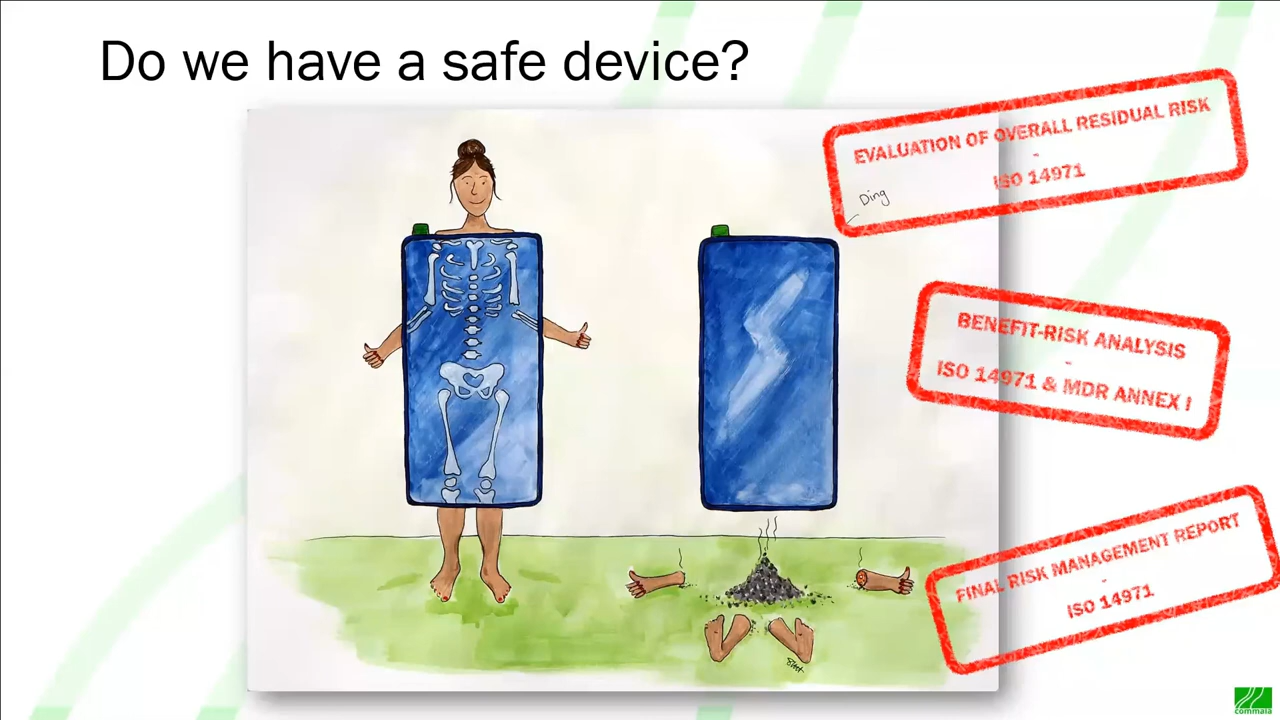 Do we have a safe device?
EVALUATION OF OVERALL RESIDUAL RISK
-
ISO 14971
Ding
BENEFIT-RISK ANALYSIS
-
ISO 14971 & MDR ANNEX I
FINAL RISK MANAGEMENT REPORT
-
ISO 14971
commaia